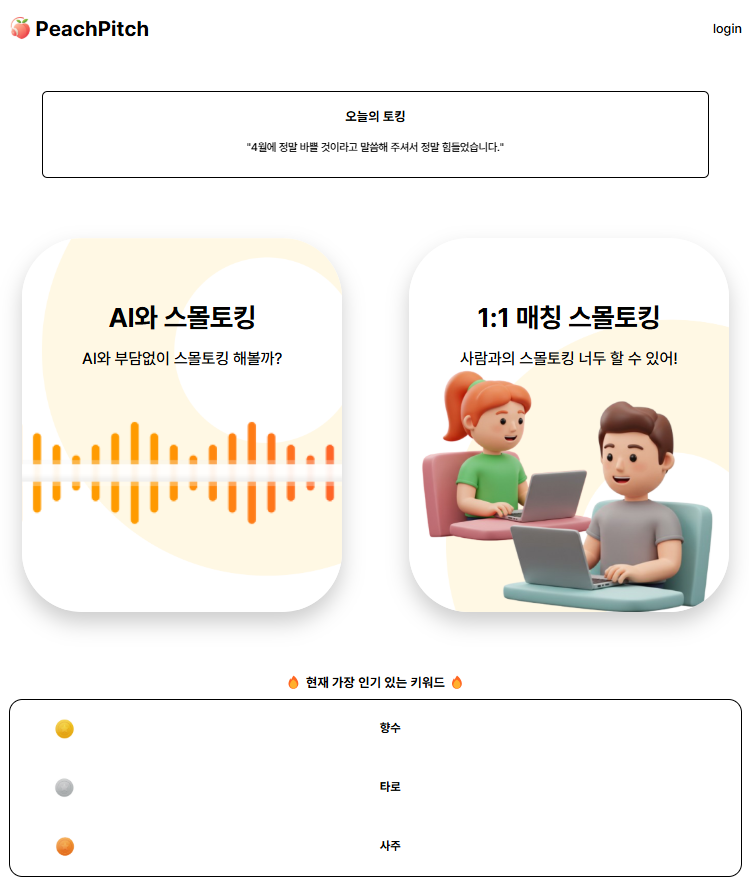 PeachPitch
login
오늘의 토킹
"4월에 정말 바쁠 것이라고 말씀해 주셔서 정말 힘들었습니다."
AI와 스몰토킹
AI와 부담없이 스몰토킹 해볼까?
1:1 매칭 스몰토킹
사람과의 스몰토킹 너두 할 수 있어!
현재 가장 인기 있는 키워드
향수
타로
사주